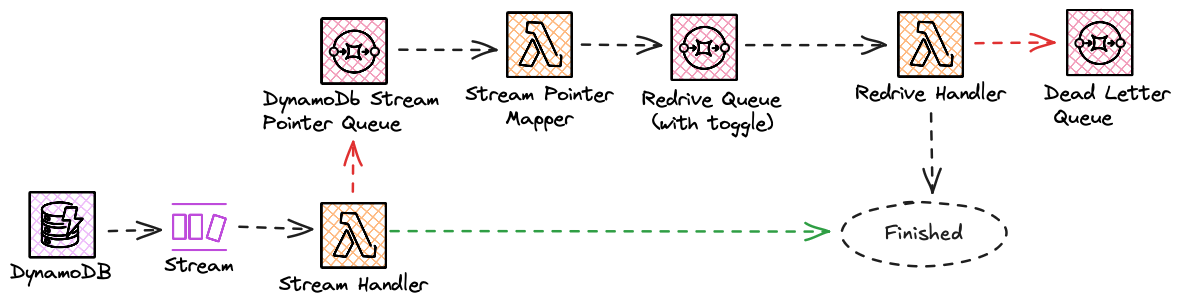 DynamoDb Stream
Pointer Queue
Stream Pointer
Mapper
Redrive Queue
(with toggle)
Redrive Handler
Dead Letter
Queue
DynamoDB
Stream
Stream Handler
Finished